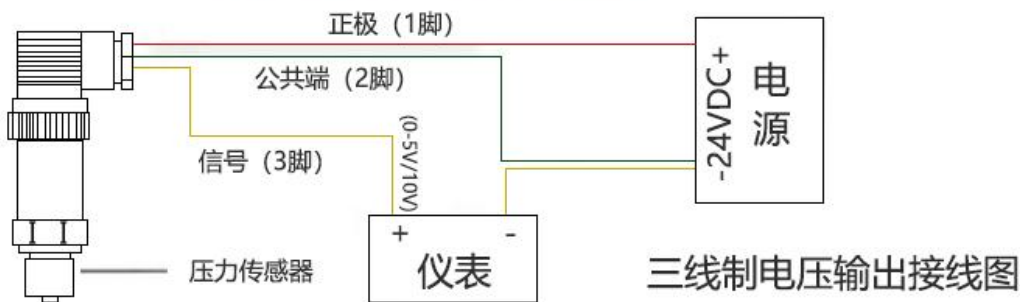 正极（1脚）
公共端（2脚）
信号（3脚）
(0-5V/10V)
-24VDC+
电源
+ -
仪表
压力传感器
三线制电压输出接线图